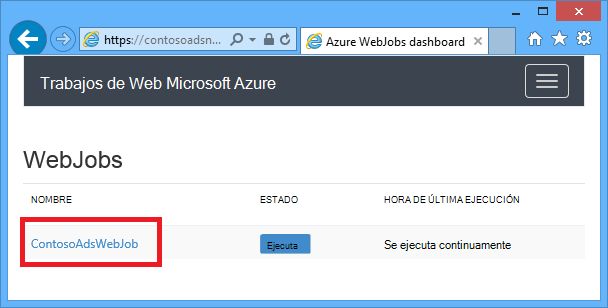 https://contosoadsn...
Azure WebJobs dashboard
Trabajos de Web Microsoft Azure
WebJobs
NOMBRE ESTADO HORA DE ÚLTIMA EJECUCIÓN
ContosoAdsWebJob Ejecuta Se ejecuta continuamente